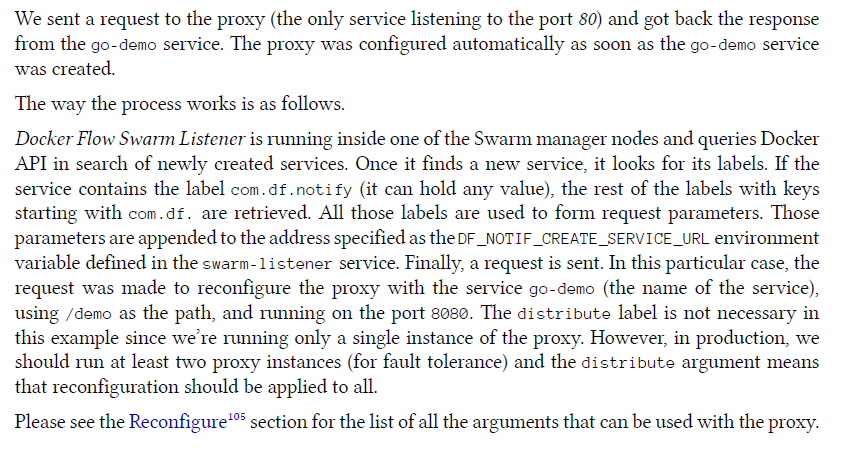 We sent a request to the proxy (the only service listening to the port 80) and got back the response
from the go-demo service. The proxy was configured automatically as soon as the go-demo service
was created.
The way the process works is as follows.
Docker Flow Swarm Listener is running inside one of the Swarm manager nodes and queries Docker
API in search of newly created services. Once it finds a new service, it looks for its labels. If the
service contains the label com.df.notify (it can hold any value), the rest of the labels with keys
starting with com.df. are retrieved. All those labels are used to form request parameters. Those
parameters are appended to the address specified as the DF_NOTIF_CREATE_SERVICE_URL environment
variable defined in the swarm-listener service. Finally, a request is sent. In this particular case, the
request was made to reconfigure the proxy with the service go-demo (the name of the service),
using /demo as the path, and running on the port 8080. The distribute label is not necessary in
this example since we’re running only a single instance of the proxy. However, in production, we
should run at least two proxy instances (for fault tolerance) and the distribute argument means
that reconfiguration should be applied to all.
Please see the Reconfigure¹⁰⁵ section for the list of all the arguments that can be used with the proxy.